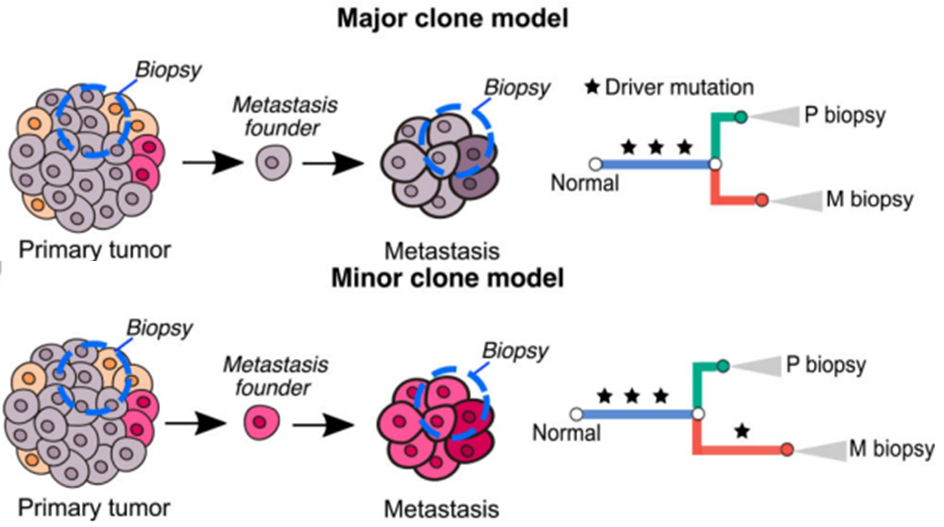 Major clone model
Biopsy
Metastasis
founder
Biopsy
Driver mutation
P biopsy
Normal
M biopsy
Primary tumor
Metastasis
Minor clone model
Biopsy
Metastasis
founder
Biopsy
P biopsy
Normal
M biopsy
Primary tumor
Metastasis